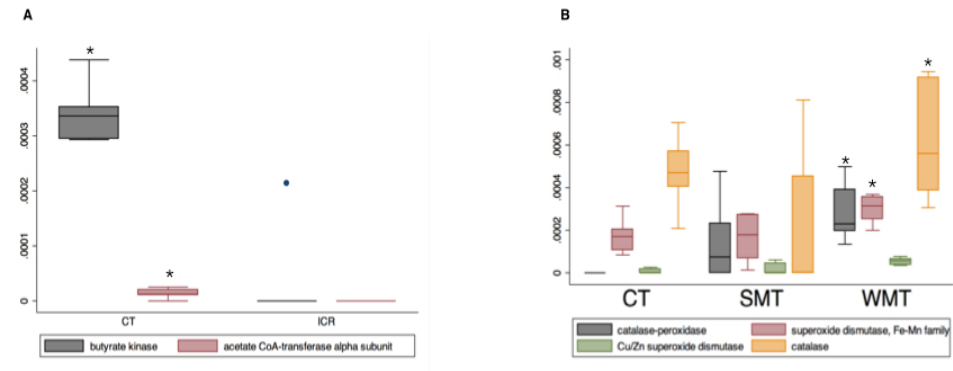 A
.0004
.0003
.0002
.0001
0
*
*
CT
ICR
butyrate kinase
acetate CoA-transferase alpha subunit
B
.001
.0008
.0006
.0004
.0002
0
*
*
*
CT
SMT
WMT
catalase-peroxidase
superoxide dismutase, Fe-Mn family
Cu/Zn superoxide dismutase
catalase